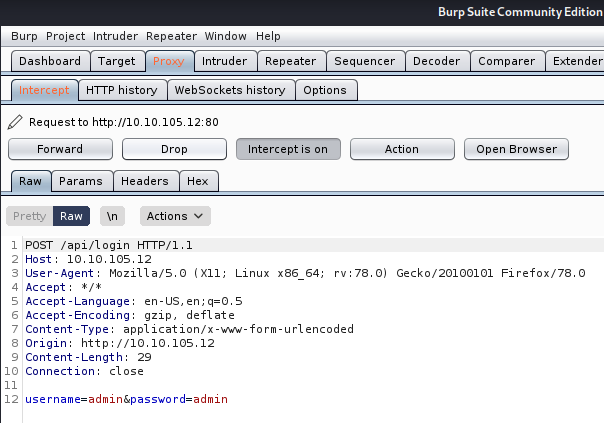 Burp Suite Community Edition
Burp Project Intruder Repeater Window Help
Dashboard Target Proxy Intruder Repeater Sequencer Decoder Comparer Extender
Intercept HTTP history WebSockets history Options
Request to http://10.10.105.12:80
Forward Drop Intercept is on Action Open Browser
Raw Params Headers Hex
Pretty Raw \n Actions
1 POST /api/login HTTP/1.1
2 Host: 10.10.105.12
3 User-Agent: Mozilla/5.0 (X11; Linux x86_64; rv:78.0) Gecko/20100101 Firefox/78.0
4 Accept: */*
5 Accept-Language: en-US,en;q=0.5
6 Accept-Encoding: gzip, deflate
7 Content-Type: application/x-www-form-urlencoded
8 Origin: http://10.10.105.12
9 Content-Length: 29
10 Connection: close
11
12 username=admin&password=admin